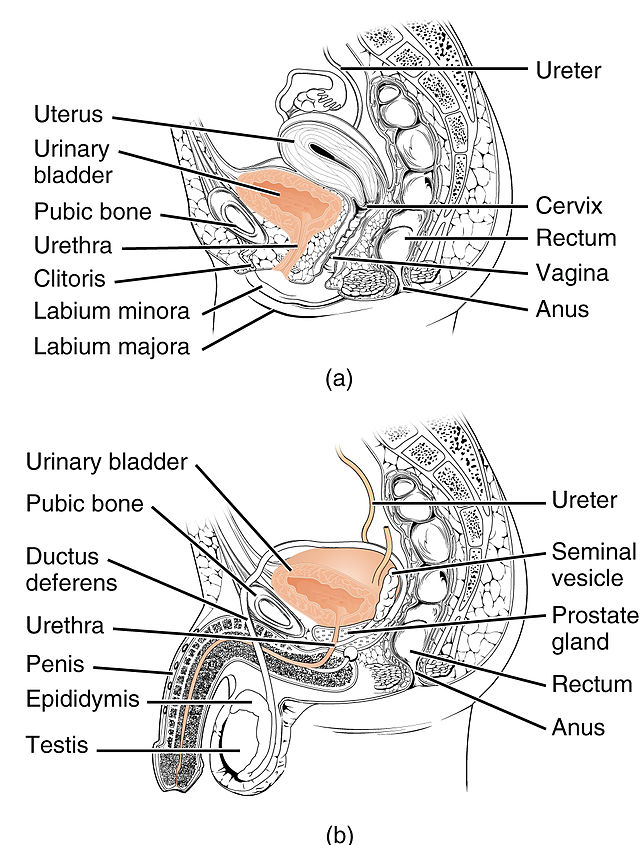 Ureter
Uterus
Urinary
bladder
Pubic bone
Urethra
Clitoris
Labium minora
Labium majora
Cervix
Rectum
Vagina
Anus
(a)
Urinary bladder
Pubic bone
Ductus
deferens
Urethra
Penis
Epididymis
Testis
Ureter
Seminal
vesicle
Prostate
gland
Rectum
Anus
(b)